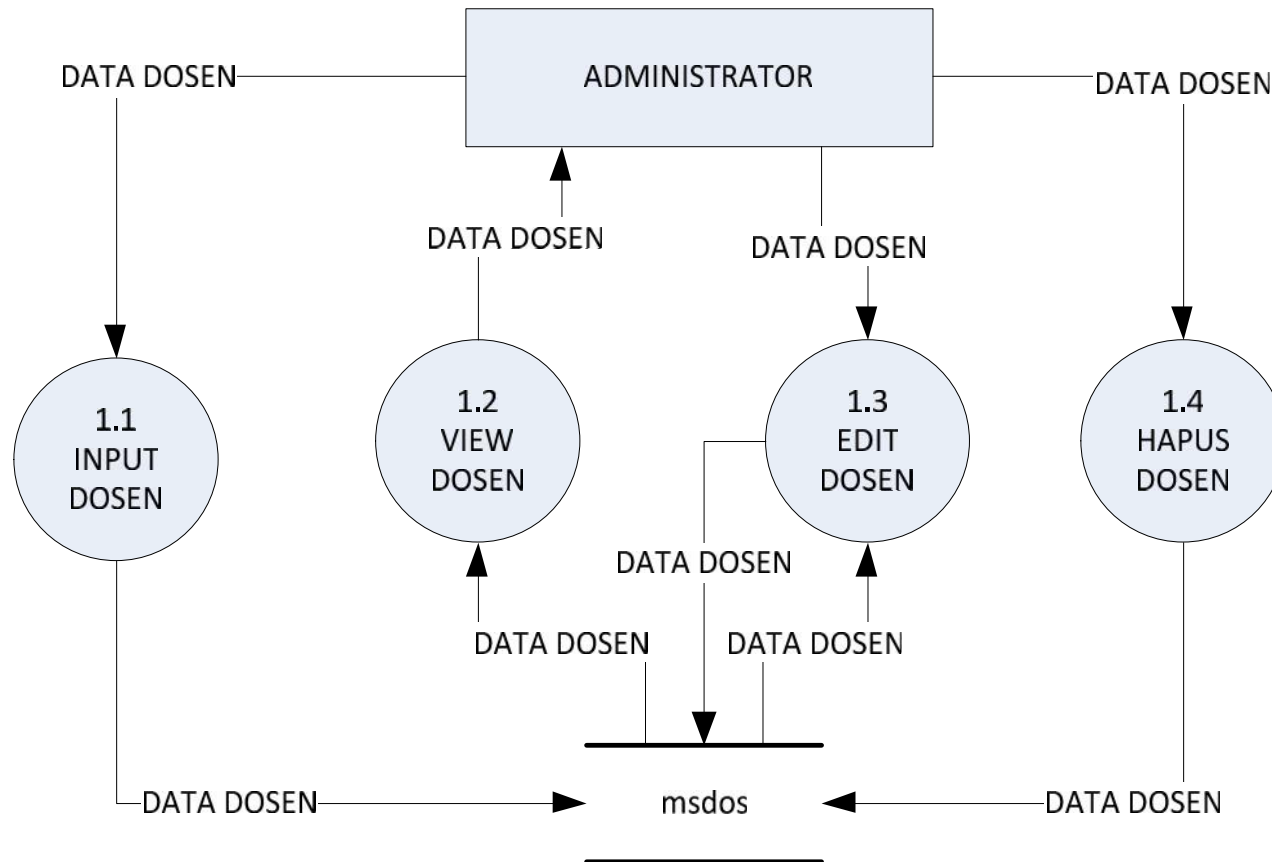 ADMINISTRATOR
DATA DOSEN
DATA DOSEN
DATA DOSEN
DATA DOSEN
1.1
INPUT
DOSEN
1.2
VIEW
DOSEN
1.3
EDIT
DOSEN
1.4
HAPUS
DOSEN
DATA DOSEN
DATA DOSEN
DATA DOSEN
DATA DOSEN
msdos
DATA DOSEN